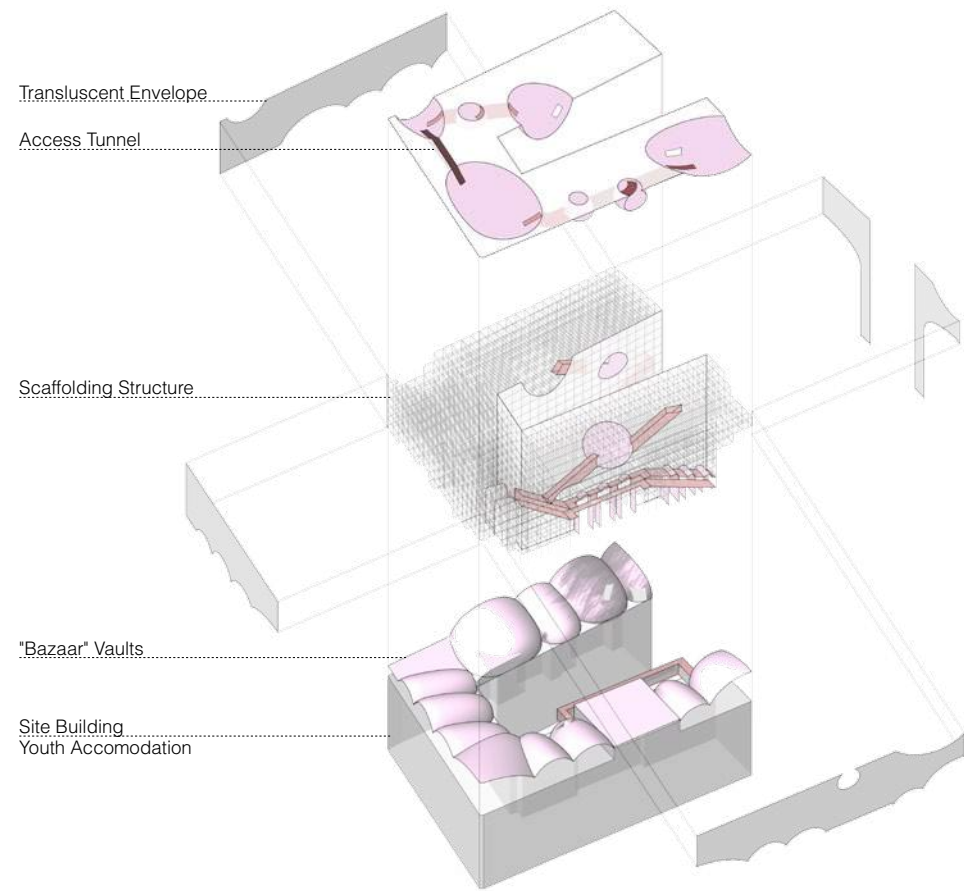 Transluscent Envelope
Access Tunnel
Scaffolding Structure
"Bazaar" Vaults
Site Building
Youth Accomodation